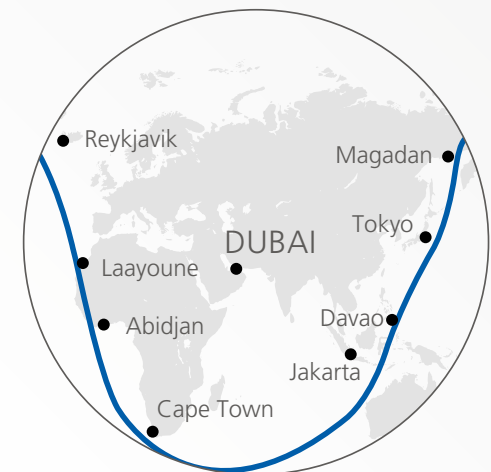 Reykjavik
Magadan
Tokyo
DUBAI
Laayoune
Davao
Abidjan
Jakarta
Cape Town